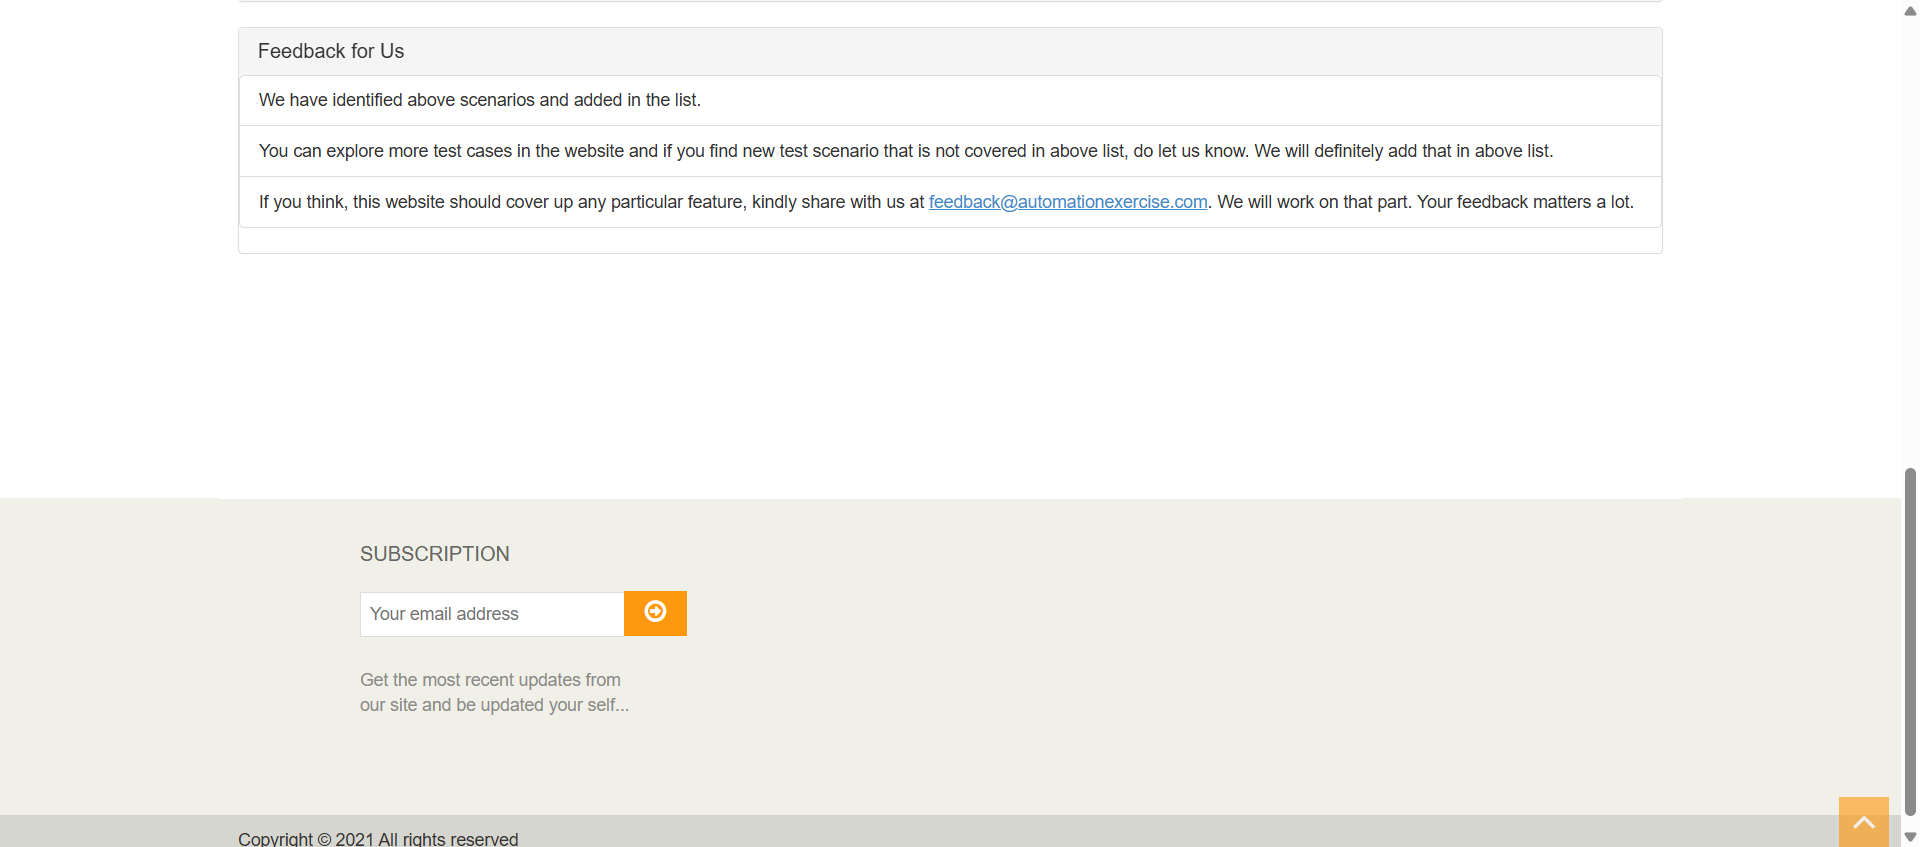 Feedback for Us
We have identified above scenarios and added in the list.
You can explore more test cases in the website and if you find new test scenario that is not covered in above list, do let us know. We will definitely add that in above list.
If you think, this website should cover up any particular feature, kindly share with us at feedback@automationexercise.com. We will work on that part. Your feedback matters a lot.
SUBSCRIPTION
Your email address
Get the most recent updates from
our site and be updated your self...
Copyright © 2021 All rights reserved